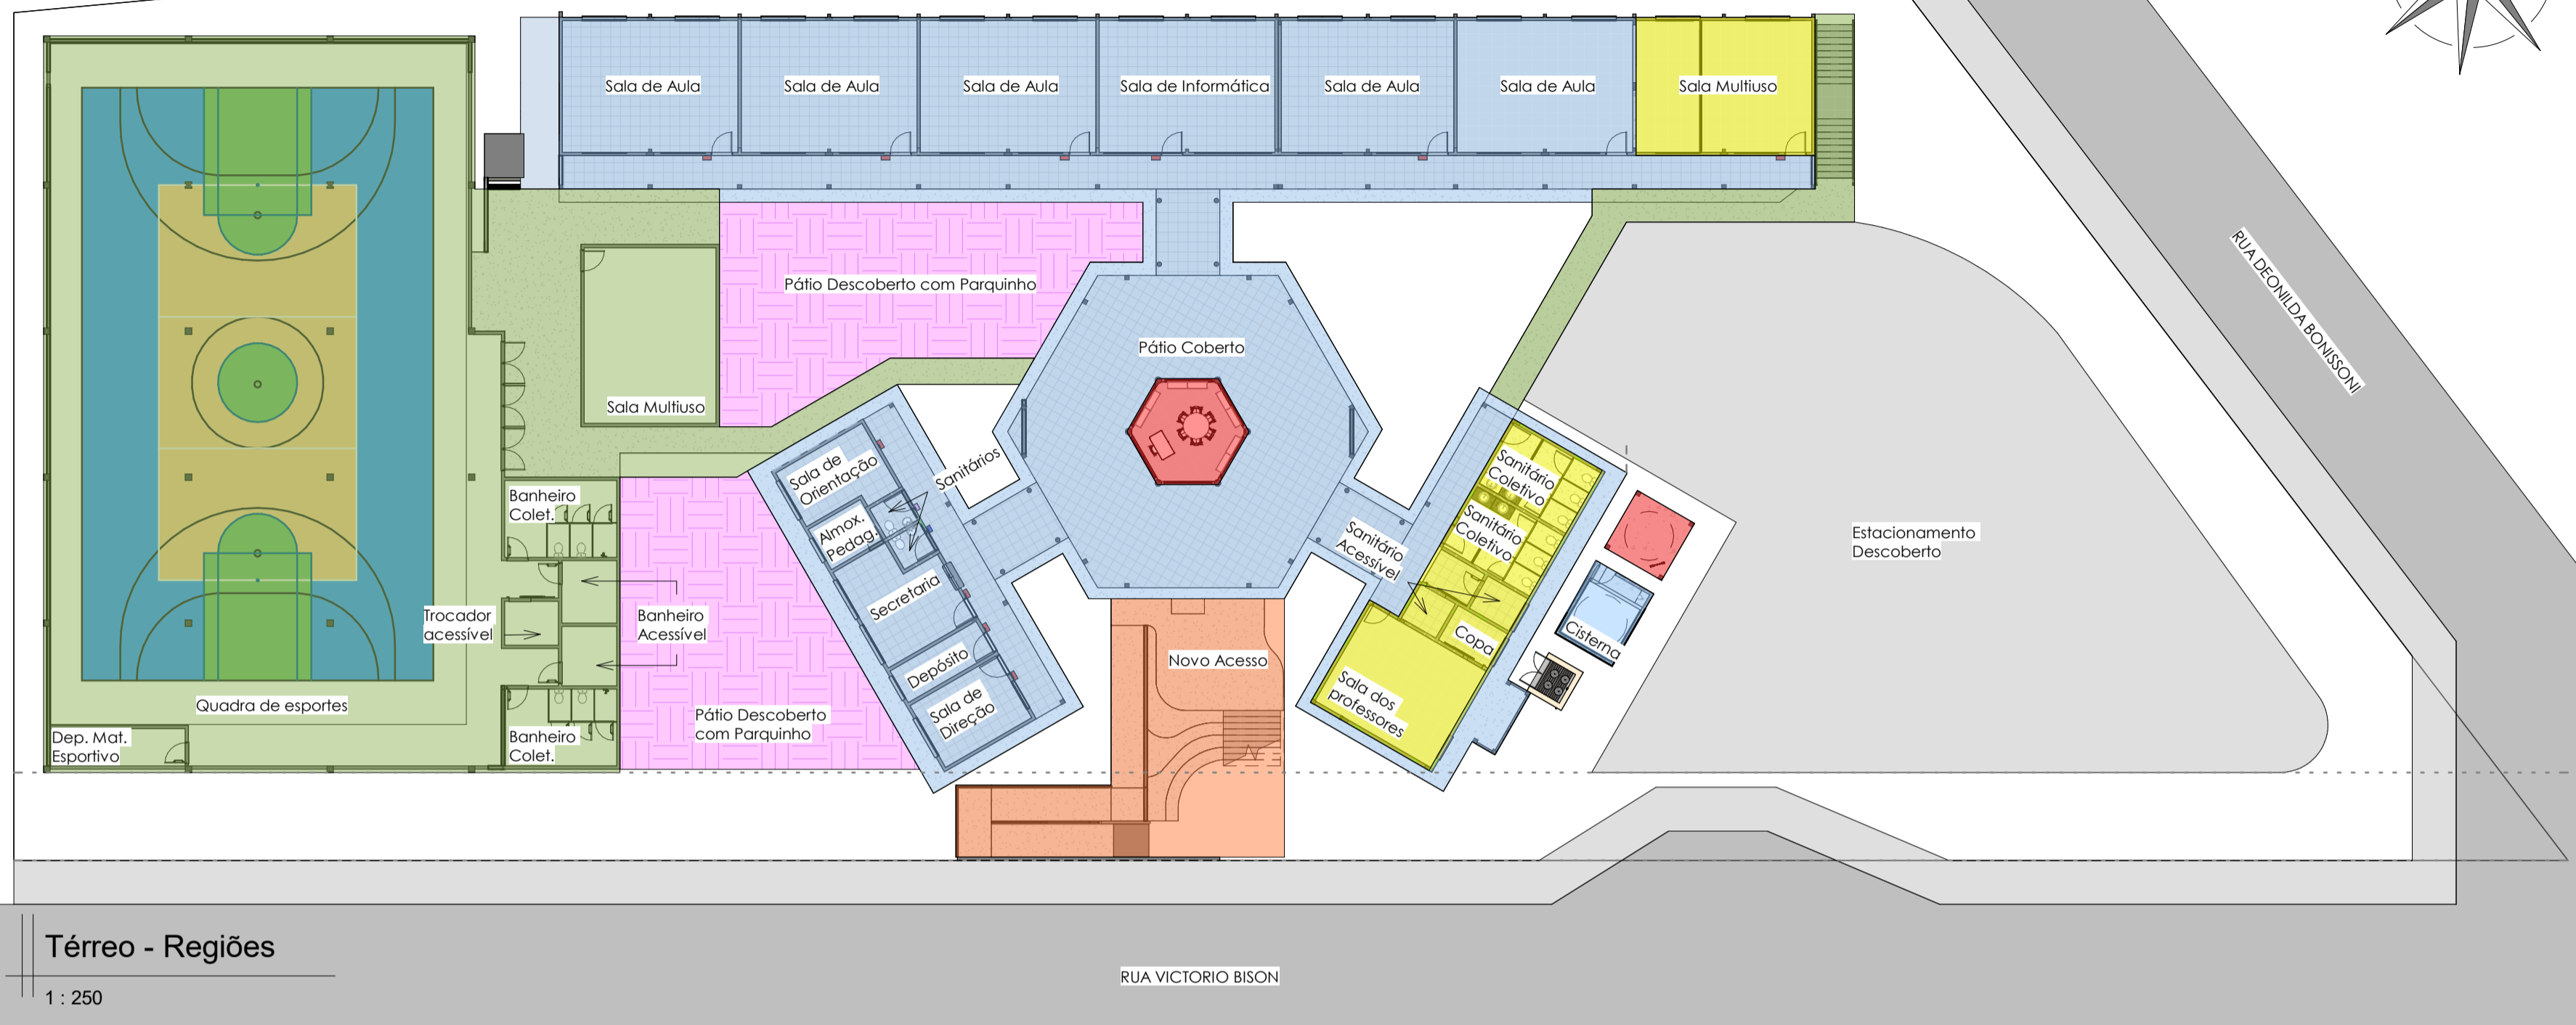 Sala de Aula
Sala de Aula
Sala de Aula
Sala de Informática
Sala de Aula
Sala de Aula
Sala Multiuso
RUA DEONILDA BONISSONI
Pátio Descoberto com Parquinho
Pátio Coberto
Sala Multiuso
Sala de
Orientação
Sanitários
Almox.
Pedag.
Secretaria
Depósito
Sala de
Direção
Sanitário
Coletivo
Sanitário
Coletivo
Sanitário
Acessível
Copa
Sala dos
professores
Cisterna
Estacionamento
Descoberto
Banheiro
Colet.
Trocador
acessível
Banheiro
Acessível
Novo Acesso
Quadra de esportes
Pátio Descoberto
com Parquinho
Dep. Mat.
Esportivo
Banheiro
Colet.
Térreo - Regiões
1 : 250
RUA VICTORIO BISON